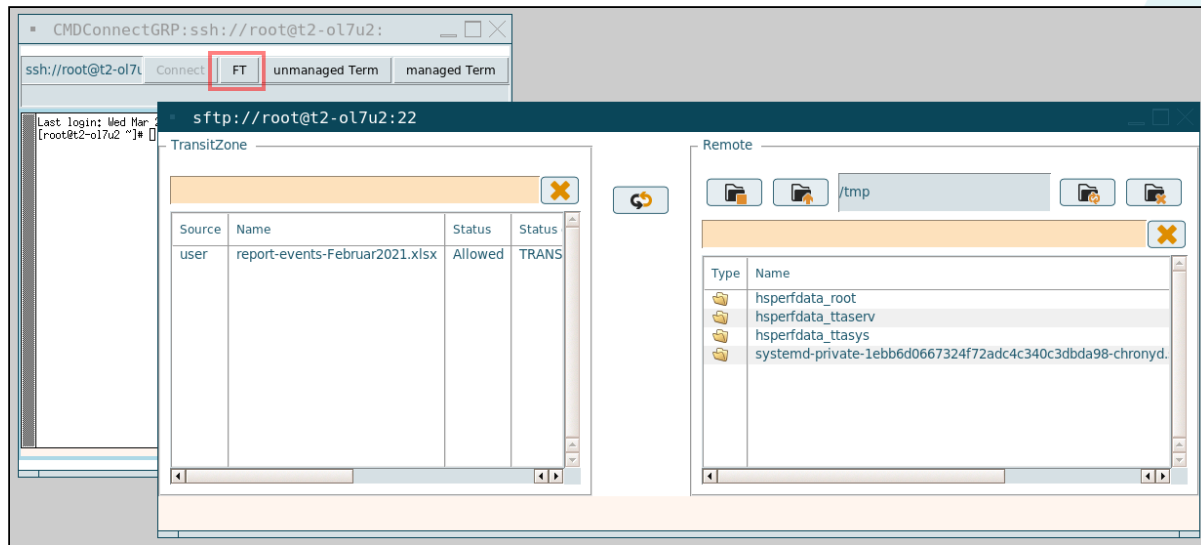 CMDConnectGRP:ssh://root@t2-ol7u2:
ssh://root@t2-ol7u Connect FT unmanaged Term managed Term
Last login: Wed Mar
[root@t2-ol7u2 ~]#
sftp://root@t2-ol7u2:22
TransitZone
Source Name Status Status
user report-events-Februar2021.xlsx Allowed TRANS
Remote
/tmp
Type Name
hsperfdata_root
hsperfdata_ttaserv
hsperfdata_ttasys
systemd-private-1ebb6d0667324f72adc4c340c3dbda98-chronyd.